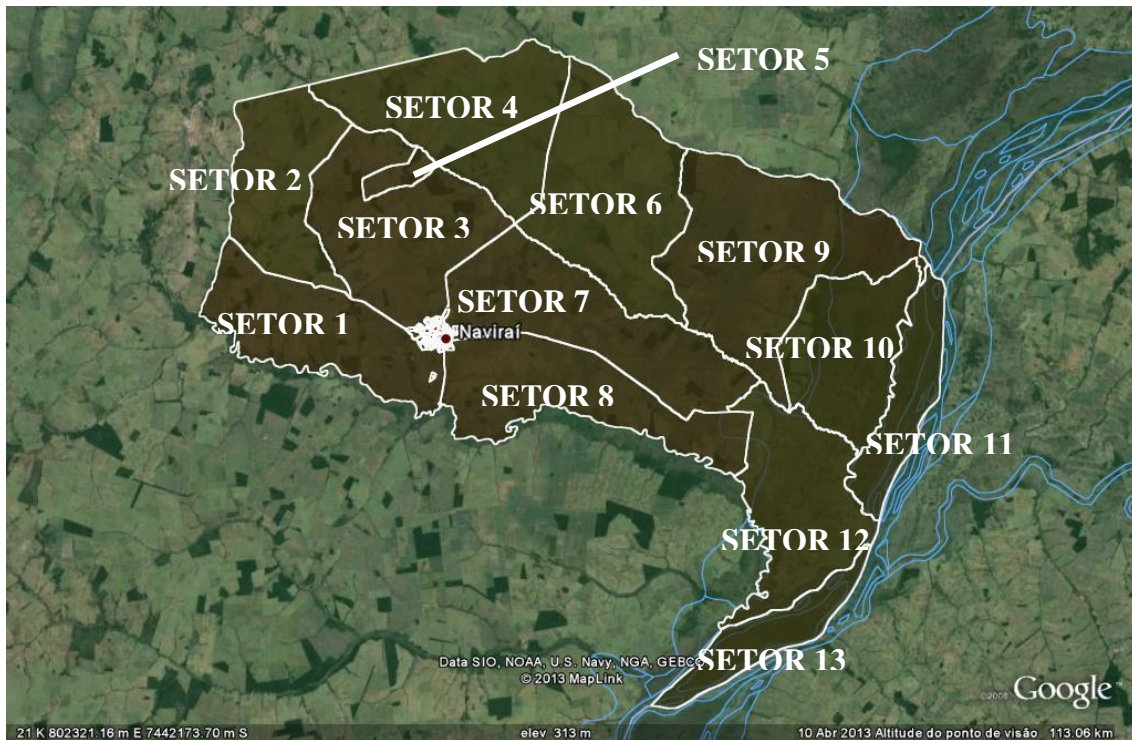 SETOR 5
SETOR 4
SETOR 2
SETOR 6
SETOR 3
SETOR 9
SETOR 7
SETOR 1
Naviraí
SETOR 10
SETOR 8
SETOR 11
SETOR 12
SETOR 13
Data SIO, NOAA, U.S. Navy, NGA, GEBCO
© 2013 MapLink
©2008 Google™
21 K 802321.16 m E 7442173.70 m S elev 313 m 10 Abr 2013 Altitude do ponto de visão 113.06 km